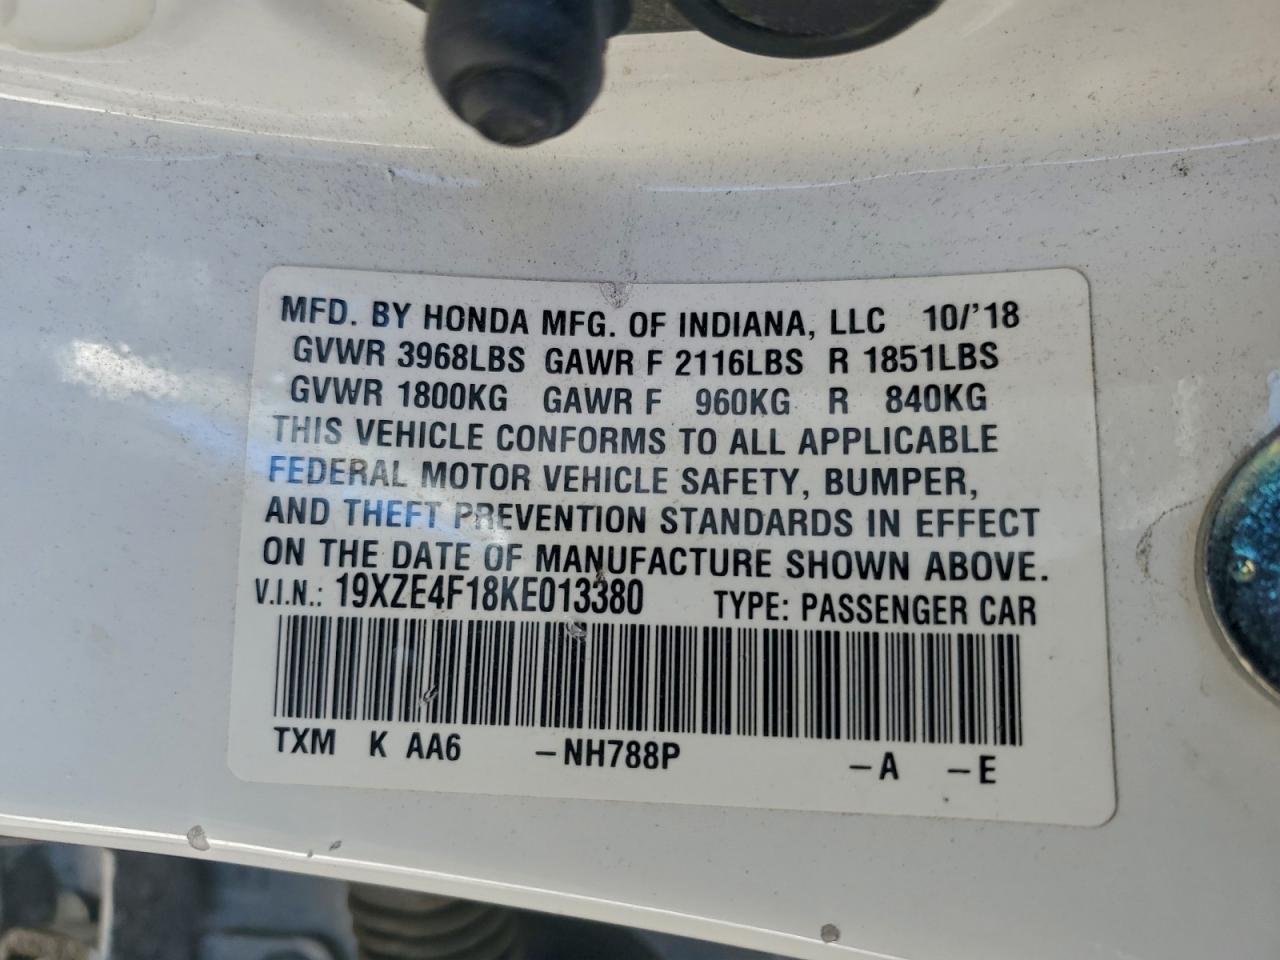 MFD. BY HONDA MFG. OF INDIANA, LLC 10/'18
GVWR 3968LBS GAWR F 2116LBS R 1851LBS
GVWR 1800KG GAWR F 960KG R 840KG
THIS VEHICLE CONFORMS TO ALL APPLICABLE
FEDERAL MOTOR VEHICLE SAFETY, BUMPER,
AND THEFT PREVENTION STANDARDS IN EFFECT
ON THE DATE OF MANUFACTURE SHOWN ABOVE.
V.I.N.: 19XZE4F18KE013380 TYPE: PASSENGER CAR
TXM K AA6 -NH788P -A -E